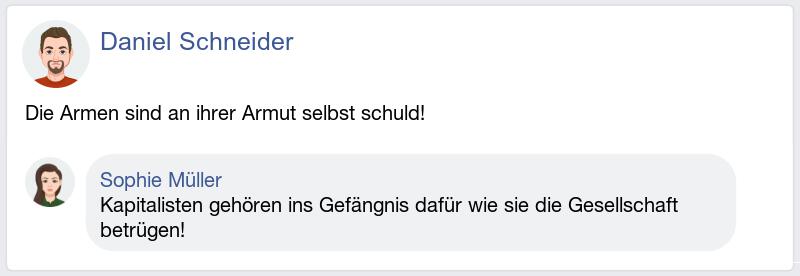 Daniel Schneider
Die Armen sind an ihrer Armut selbst schuld!
Sophie Müller
Kapitalisten gehören ins Gefängnis dafür wie sie die Gesellschaft
betrügen!